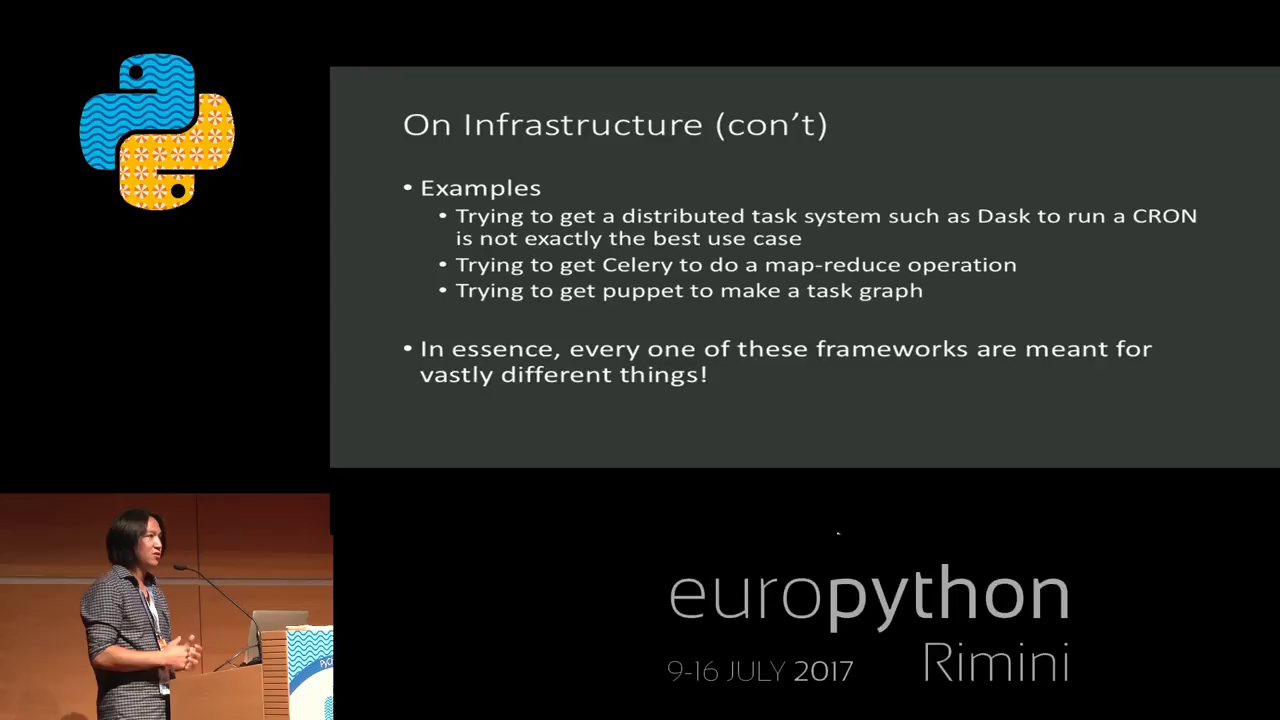 On Infrastructure (con’t)
• Examples
• Trying to get a distributed task system such as Dask to run a CRON
is not exactly the best use case
• Trying to get Celery to do a map-reduce operation
• Trying to get puppet to make a task graph
• In essence, every one of these frameworks are meant for
vastly different things!
europython
Rimini
9-16 JULY 2017